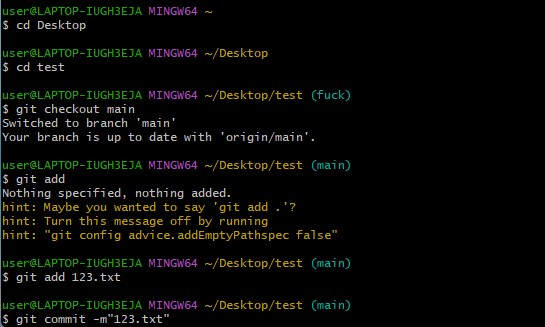 user@LAPTOP-IUGH3EJA MINGW64 ~
$ cd Desktop
user@LAPTOP-IUGH3EJA MINGW64 ~/Desktop
$ cd test
user@LAPTOP-IUGH3EJA MINGW64 ~/Desktop/test (fuck)
$ git checkout main
Switched to branch 'main'
Your branch is up to date with 'origin/main'.
user@LAPTOP-IUGH3EJA MINGW64 ~/Desktop/test (main)
$ git add
Nothing specified, nothing added.
hint: Maybe you wanted to say 'git add .'?
hint: Turn this message off by running
hint: "git config advice.addEmptyPathspec false"
user@LAPTOP-IUGH3EJA MINGW64 ~/Desktop/test (main)
$ git add 123.txt
user@LAPTOP-IUGH3EJA MINGW64 ~/Desktop/test (main)
$ git commit -m"123.txt"